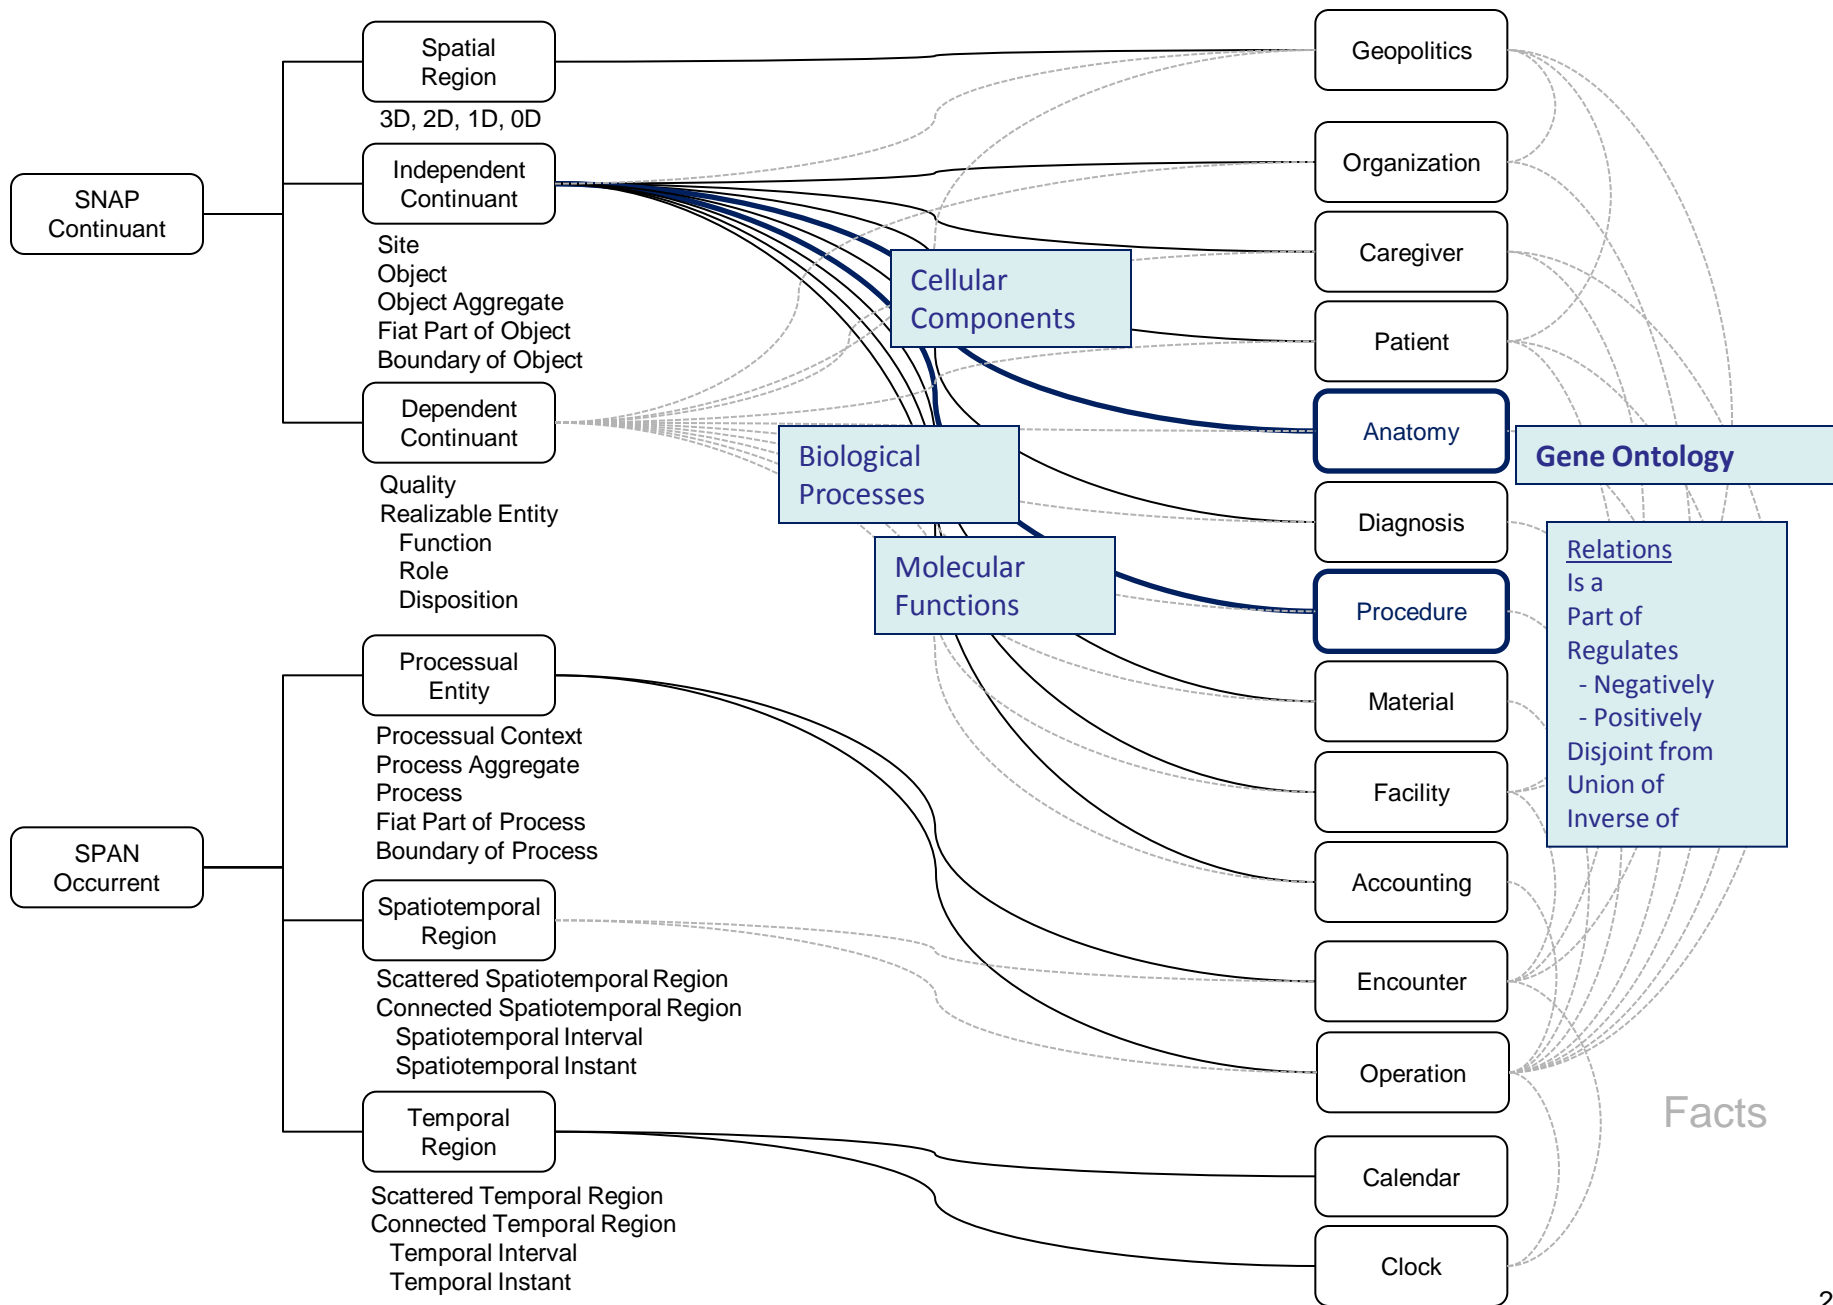 SNAP
Continuant
SPAN
Occurrent
Spatial
Region
3D, 2D, 1D, 0D
Independent
Continuant
Site
Object
Object Aggregate
Fiat Part of Object
Boundary of Object
Dependent
Continuant
Quality
Realizable Entity
Function
Role
Disposition
Processual
Entity
Processual Context
Process Aggregate
Process
Fiat Part of Process
Boundary of Process
Spatiotemporal
Region
Scattered Spatiotemporal Region
Connected Spatiotemporal Region
Spatiotemporal Interval
Spatiotemporal Instant
Temporal
Region
Scattered Temporal Region
Connected Temporal Region
Temporal Interval
Temporal Instant
Cellular
Components
Biological
Processes
Molecular
Functions
Geopolitics
Organization
Caregiver
Patient
Anatomy
Diagnosis
Procedure
Material
Facility
Accounting
Encounter
Operation
Calendar
Clock
Gene Ontology
Relations
Is a
Part of
Regulates
- Negatively
- Positively
Disjoint from
Union of
Inverse of
Facts
2